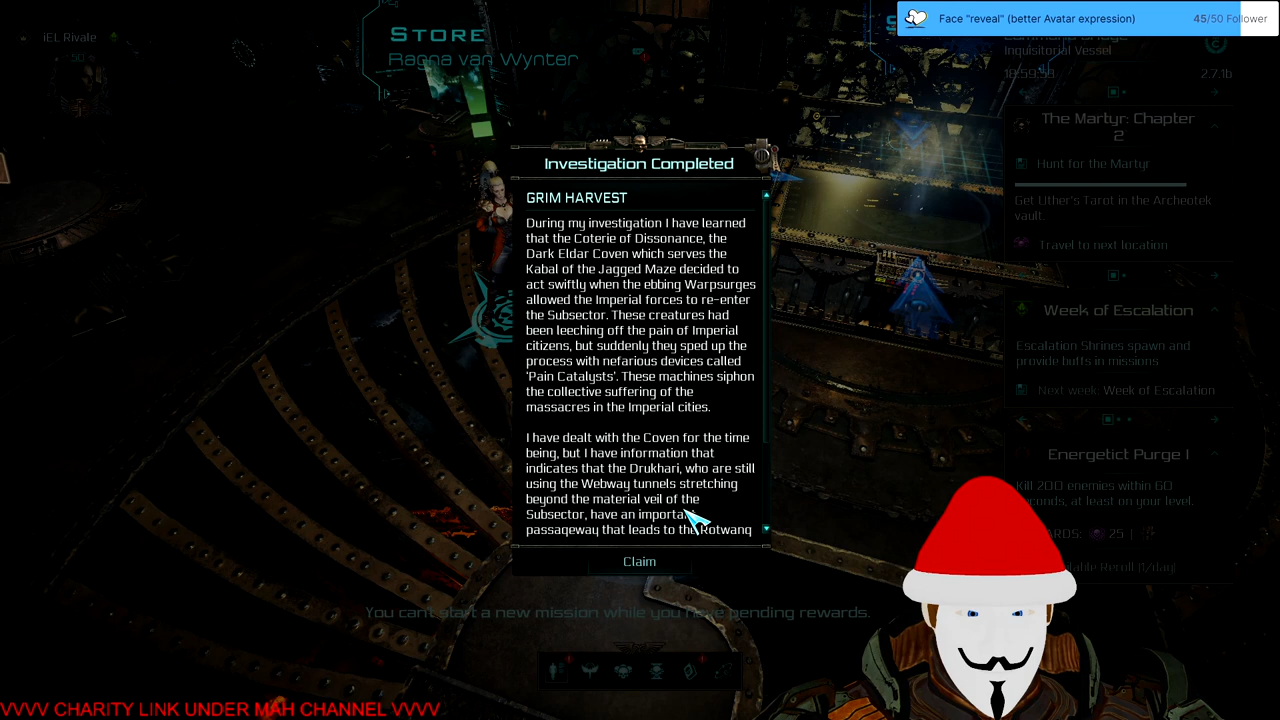 Face "reveal" (better Avatar expression)
45/50 Follower
iEL Rivale
50
STORE
Ragna van Wynter
Inquisitorial Vessel
2.7.1b
The Martyr: Chapter
2
Hunt for the Martyr
Get Uther's Tarot in the Archeotek
vault.
Travel to next location
Week of Escalation
Escalation Shrines spawn and
provide buffs in missions
Next week: Week of Escalation
Energetict Purge I
Kill 200 enemies within 60
at least on your level.
25 |
Reroll (1/day)
Investigation Completed
GRIM HARVEST
During my investigation I have learned
that the Coterie of Dissonance, the
Dark Eldar Coven which serves the
Kabal of the Jagged Maze decided to
act swiftly when the ebbing Warpsurges
allowed the Imperial forces to re-enter
the Subsector. These creatures had
been leeching off the pain of Imperial
citizens, but suddenly they sped up the
process with nefarious devices called
'Pain Catalysts'. These machines siphon
the collective suffering of the
massacres in the Imperial cities.
I have dealt with the Coven for the time
being, but I have information that
indicates that the Drukhari, who are still
using the Webway tunnels stretching
beyond the material veil of the
Subsector, have an important
passageway that leads to the Rotwang
Claim
You can't start a new mission while you have pending rewards.
VVVV CHARITY LINK UNDER MAH CHANNEL VVVV